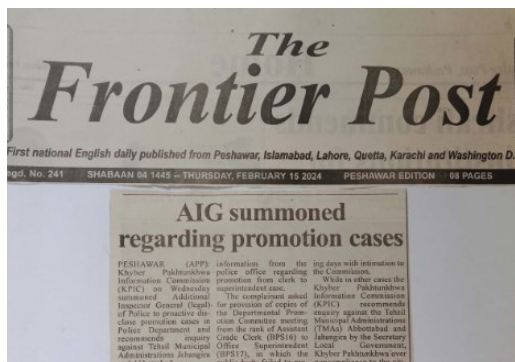 The
Frontier Post
First national English daily published from Peshawar, Islamabad, Lahore, Quetta, Karachi and Washington D.
egd. No. 241 SHABAAN 04 1445 -- THURSDAY, FEBRUARY 15 2024 PESHAWAR EDITION 08 PAGES
AIG summoned
regarding promotion cases
PESHAWAR (APP):
Khyber Pakhtunkhwa
Information Commission
(KPIC) on Wednesday
summoned Additional
Inspector General (legal)
of Police to proactive dis-
close promotion cases in
Police Department and
recommends inquiry
against Tehsil Municipal
Administrations Jehangira
information from the
police office regarding
promotion from clerk to
superintendent case.
The complainant asked
for provision of copies of
the Departmental Prom-
otion Committee meeting
from the rank of Assistant
Grade Clerk (BPS16) to
Office Superintendent
(BPS17), in which the
ing days with intimation to
the Commission.
While in other cases the
Khyber Pakhtunkhwa
Information Commission
(KPIC) recommends
enquiry against the Tehsil
Municipal Administrations
(TMAs) Abbottabad and
Jahangira by the Secretary
Local Government,
Khyber Pakhtunkhwa over